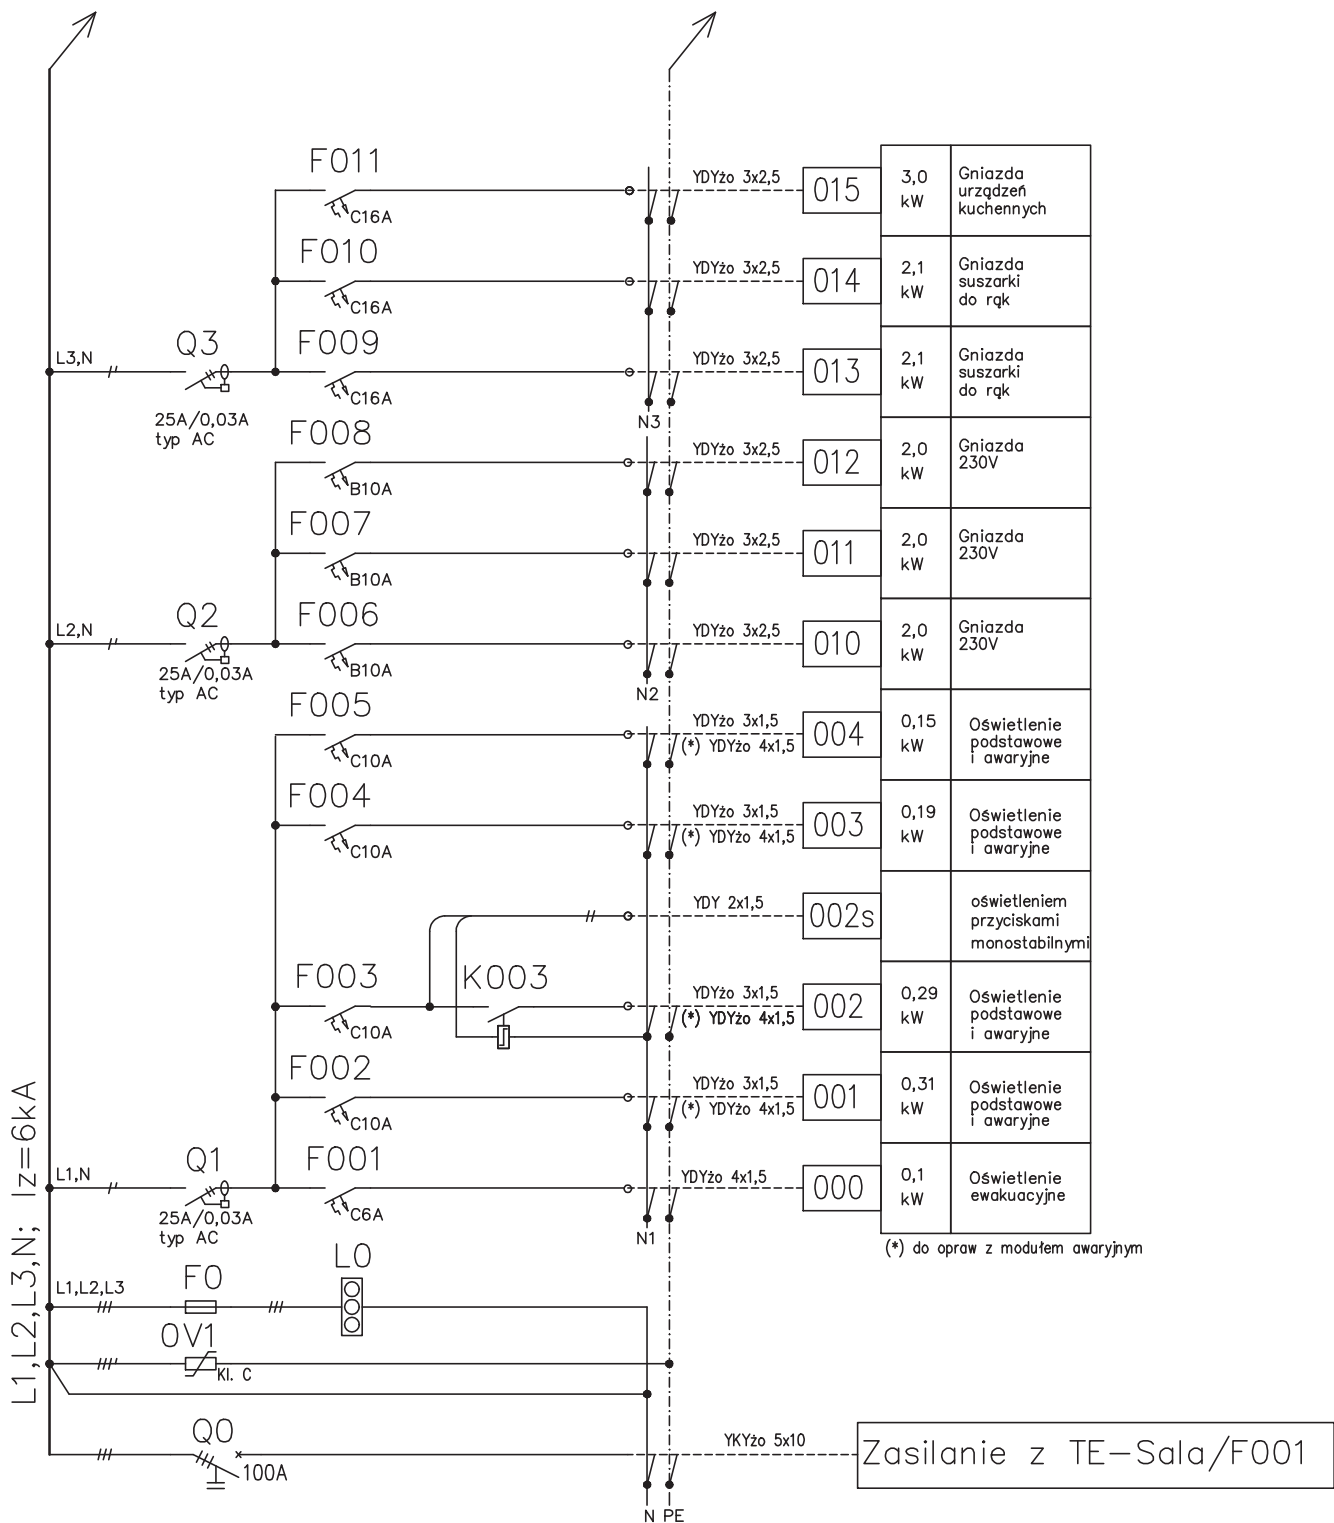 F011
C16A
YDYżo 3x2,5
015
3,0
kW
Gniazda
urządzeń
kuchennych
F010
C16A
YDYżo 3x2,5
014
2,1
kW
Gniazda
suszarki
do rąk
L3,N
Q3
25A/0,03A
typ AC
F009
C16A
YDYżo 3x2,5
013
2,1
kW
Gniazda
suszarki
do rąk
N3
F008
B10A
YDYżo 3x2,5
012
2,0
kW
Gniazda
230V
F007
B10A
YDYżo 3x2,5
011
2,0
kW
Gniazda
230V
L2,N
Q2
25A/0,03A
typ AC
F006
B10A
YDYżo 3x2,5
010
2,0
kW
Gniazda
230V
N2
F005
C10A
YDYżo 3x1,5
(*) YDYżo 4x1,5
004
0,15
kW
Oświetlenie
podstawowe
i awaryjne
F004
C10A
YDYżo 3x1,5
(*) YDYżo 4x1,5
003
0,19
kW
Oświetlenie
podstawowe
i awaryjne
YDY 2x1,5
002s
oświetleniem
przyciskami
monostabilnymi
F003
C10A
K003
YDYżo 3x1,5
(*) YDYżo 4x1,5
002
0,29
kW
Oświetlenie
podstawowe
i awaryjne
F002
C10A
YDYżo 3x1,5
(*) YDYżo 4x1,5
001
0,31
kW
Oświetlenie
podstawowe
i awaryjne
L1,N
Q1
25A/0,03A
typ AC
F001
C6A
YDYżo 4x1,5
000
0,1
kW
Oświetlenie
ewakuacyjne
N1
(*) do opraw z modułem awaryjnym
L1,L2,L3,N; Iz=6kA
L1,L2,L3
F0
L0
OV1
Kl. C
Q0
100A
YKYżo 5x10
Zasilanie z TE-Sala/F001
N PE